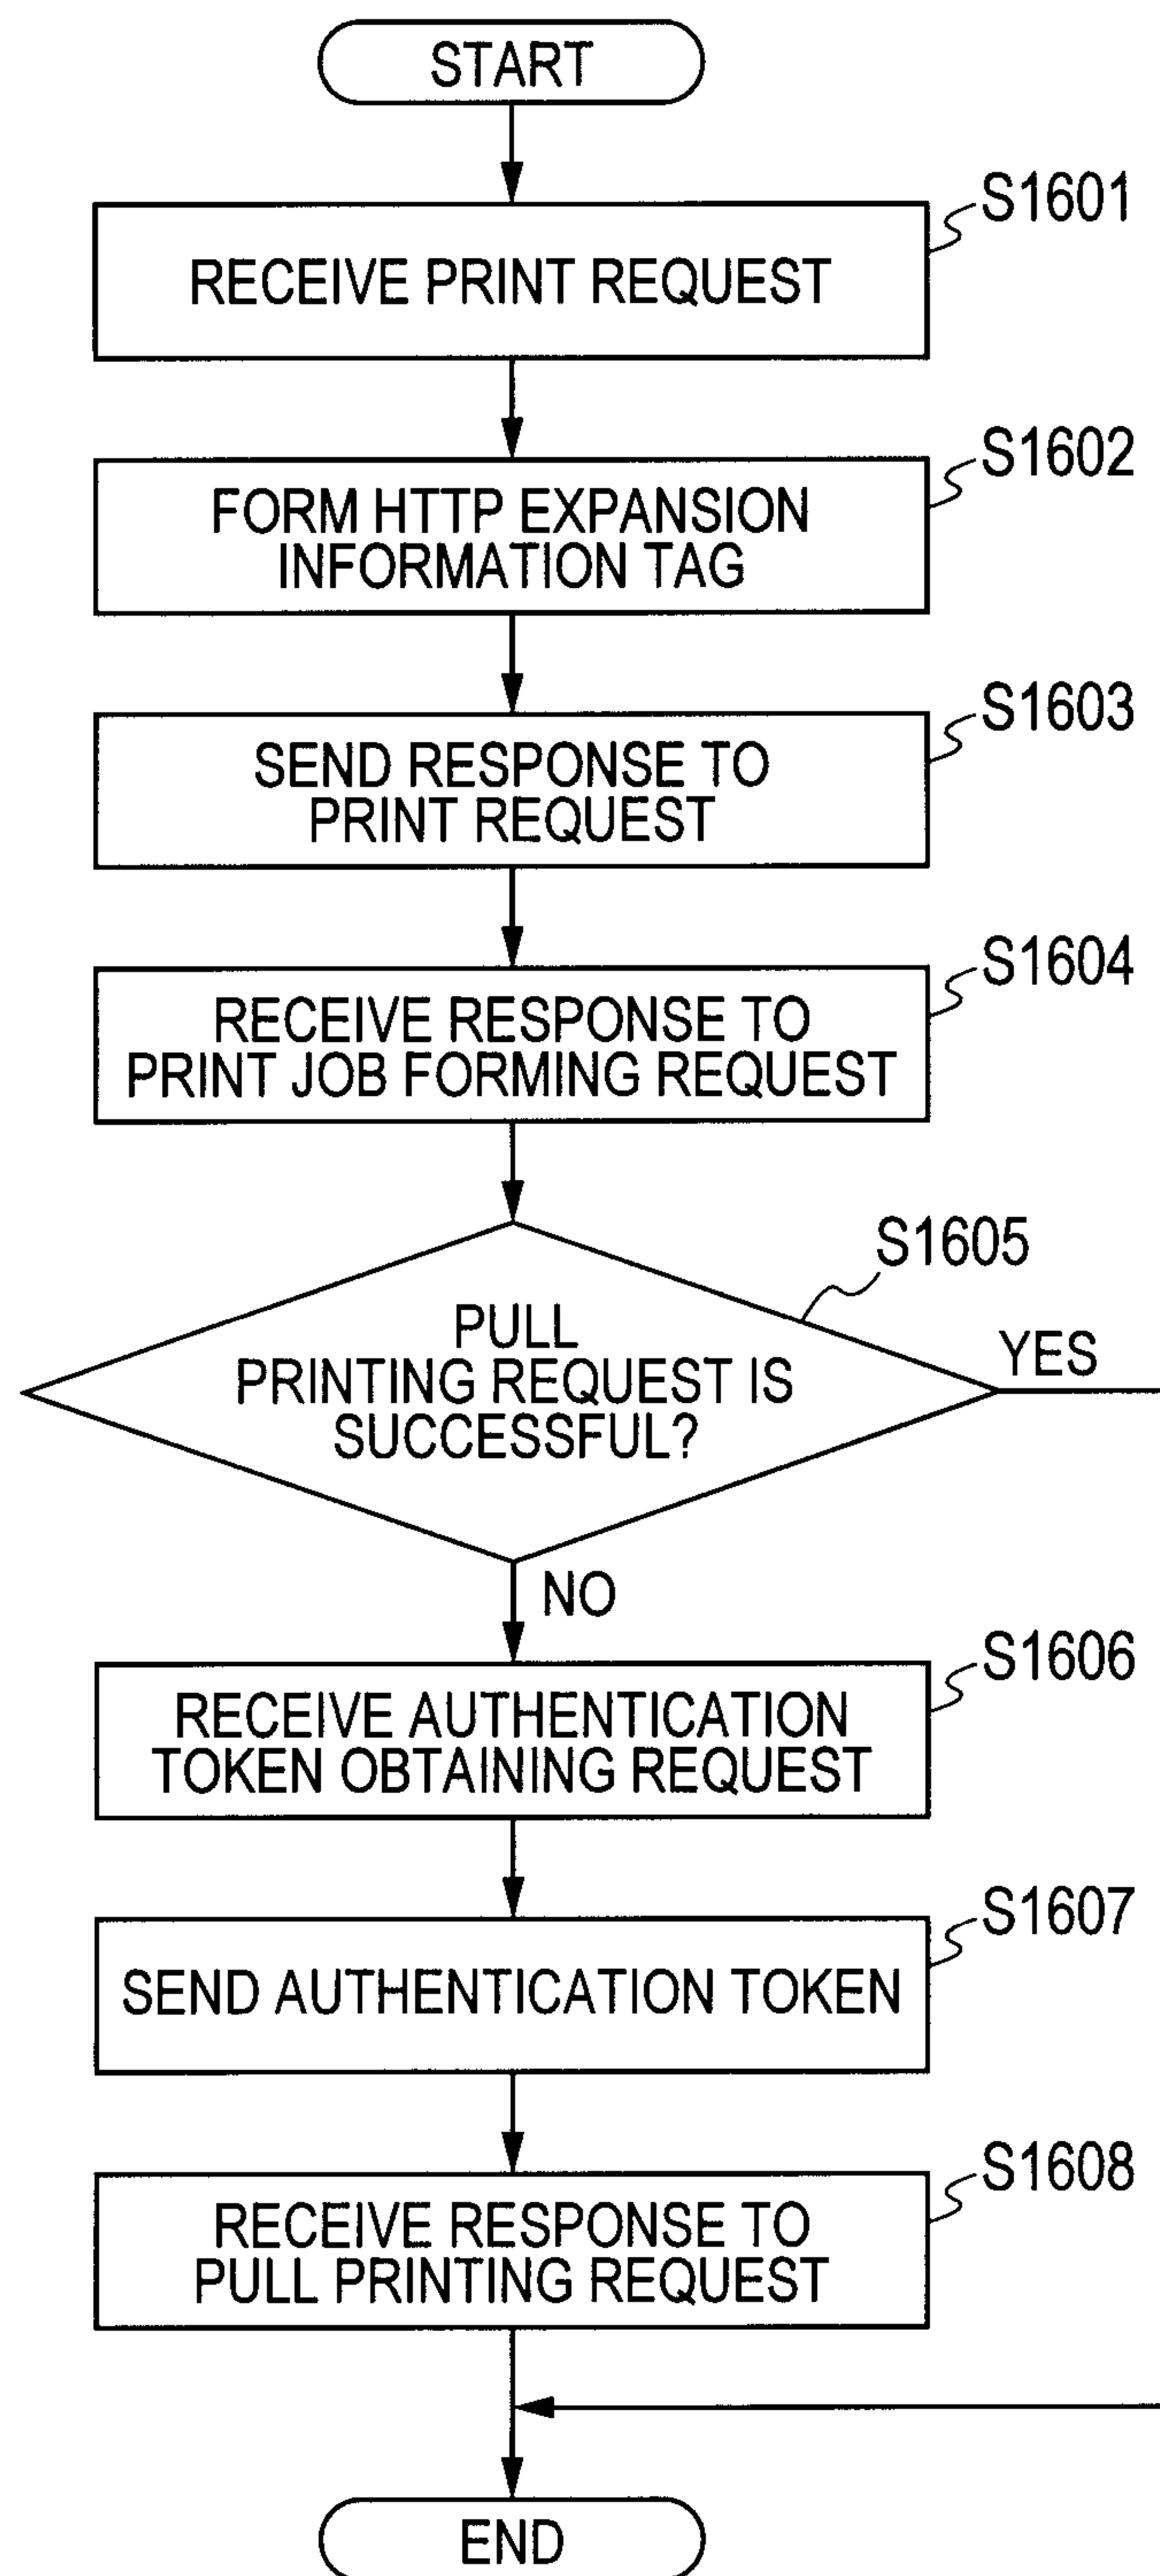 START
S1601
RECEIVE PRINT REQUEST
S1602
FORM HTTP EXPANSION
INFORMATION TAG
S1603
SEND RESPONSE TO
PRINT REQUEST
S1604
RECEIVE RESPONSE TO
PRINT JOB FORMING REQUEST
S1605
PULL
PRINTING REQUEST IS
SUCCESSFUL?
YES
NO
S1606
RECEIVE AUTHENTICATION
TOKEN OBTAINING REQUEST
S1607
SEND AUTHENTICATION TOKEN
S1608
RECEIVE RESPONSE TO
PULL PRINTING REQUEST
END